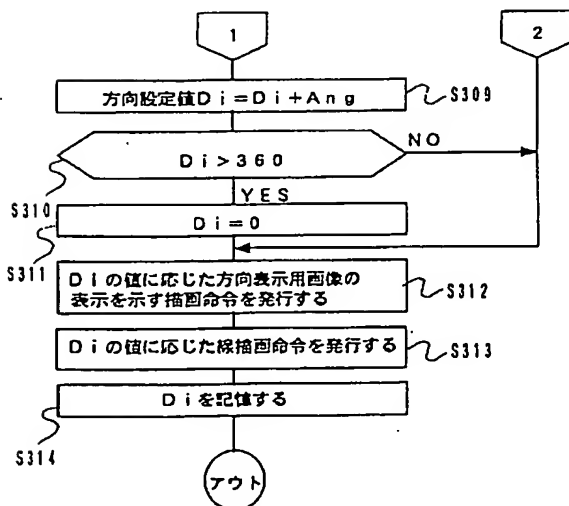 1
2
方向設定値Di=Di+Ang
S309
Di>360
NO
S310
YES
Di=0
S311
Diの値に応じた方向表示用画像の
表示を示す描画命令を発行する
S312
Diの値に応じた線描画命令を発行する
S313
Diを記憶する
S314
アウト